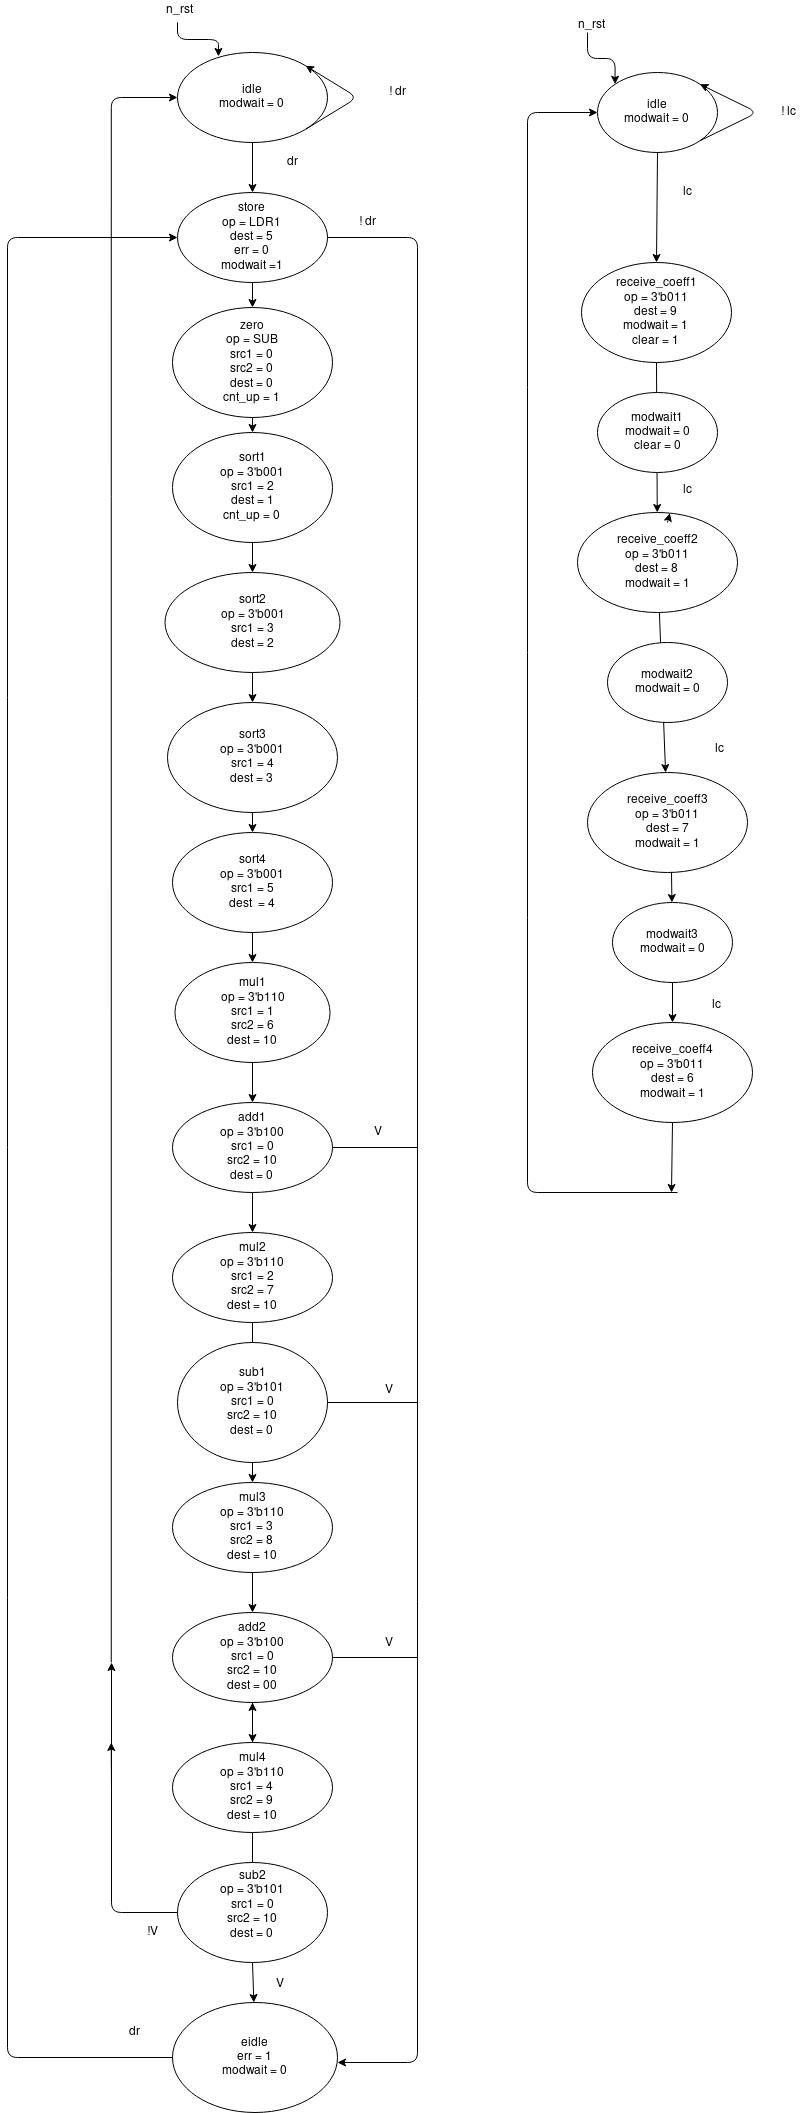 n_rst
idle
modwait = 0
! dr
dr
store
op = LDR1
dest = 5
err = 0
modwait =1
! dr
zero
op = SUB
src1 = 0
src2 = 0
dest = 0
cnt_up = 1
sort1
op = 3'b001
src1 = 2
dest = 1
cnt_up = 0
sort2
op = 3'b001
src1 = 3
dest = 2
sort3
op = 3'b001
src1 = 4
dest = 3
sort4
op = 3'b001
src1 = 5
dest = 4
mul1
op = 3'b110
src1 = 1
src2 = 6
dest = 10
add1
op = 3'b100
src1 = 0
src2 = 10
dest = 0
V
mul2
op = 3'b110
src1 = 2
src2 = 7
dest = 10
sub1
op = 3'b101
src1 = 0
src2 = 10
dest = 0
V
mul3
op = 3'b110
src1 = 3
src2 = 8
dest = 10
add2
op = 3'b100
src1 = 0
src2 = 10
dest = 00
V
mul4
op = 3'b110
src1 = 4
src2 = 9
dest = 10
sub2
op = 3'b101
src1 = 0
src2 = 10
dest = 0
!V
V
dr
eidle
err = 1
modwait = 0
n_rst
idle
modwait = 0
! lc
lc
receive_coeff1
op = 3'b011
dest = 9
modwait = 1
clear = 1
modwait1
modwait = 0
clear = 0
lc
receive_coeff2
op = 3'b011
dest = 8
modwait = 1
modwait2
modwait = 0
lc
receive_coeff3
op = 3'b011
dest = 7
modwait = 1
modwait3
modwait = 0
lc
receive_coeff4
op = 3'b011
dest = 6
modwait = 1